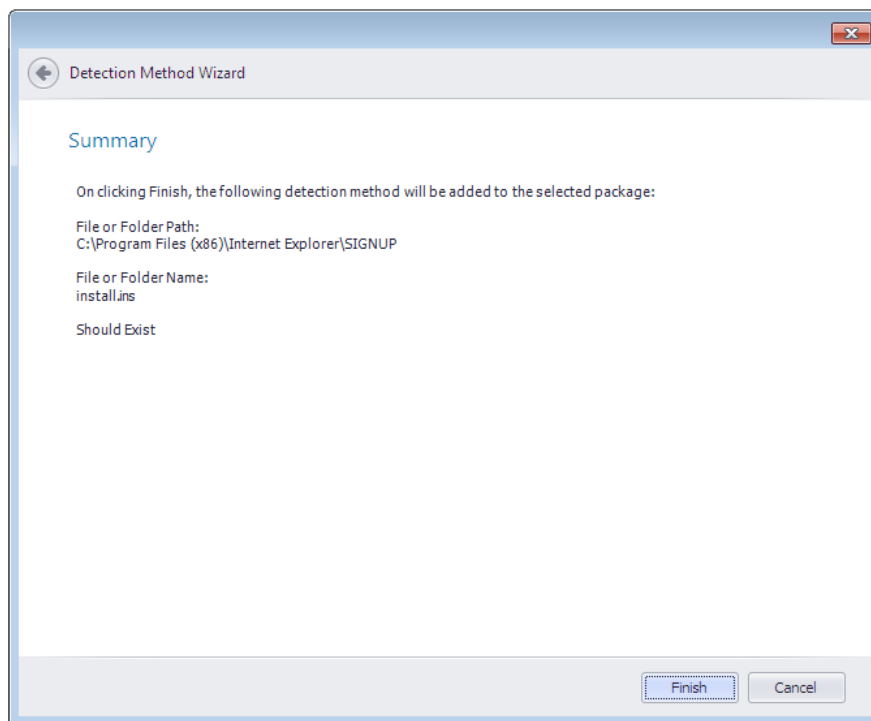 Detection Method Wizard
Summary
On clicking Finish, the following detection method will be added to the selected package:
File or Folder Path:
C:\Program Files (x86)\Internet Explorer\SIGNUP
File or Folder Name:
install.ins
Should Exist
Finish
Cancel